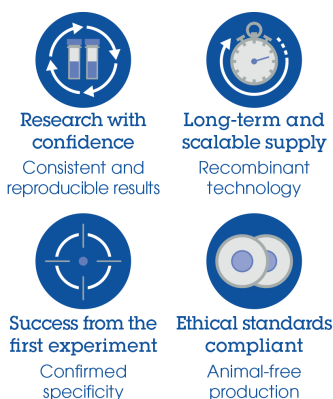 Research with
confidence
Consistent and
reproducible results
Long-term and
scalable supply
Recombinant
technology
Success from the
first experiment
Confirmed
specificity
Ethical standards
compliant
Animal-free
production